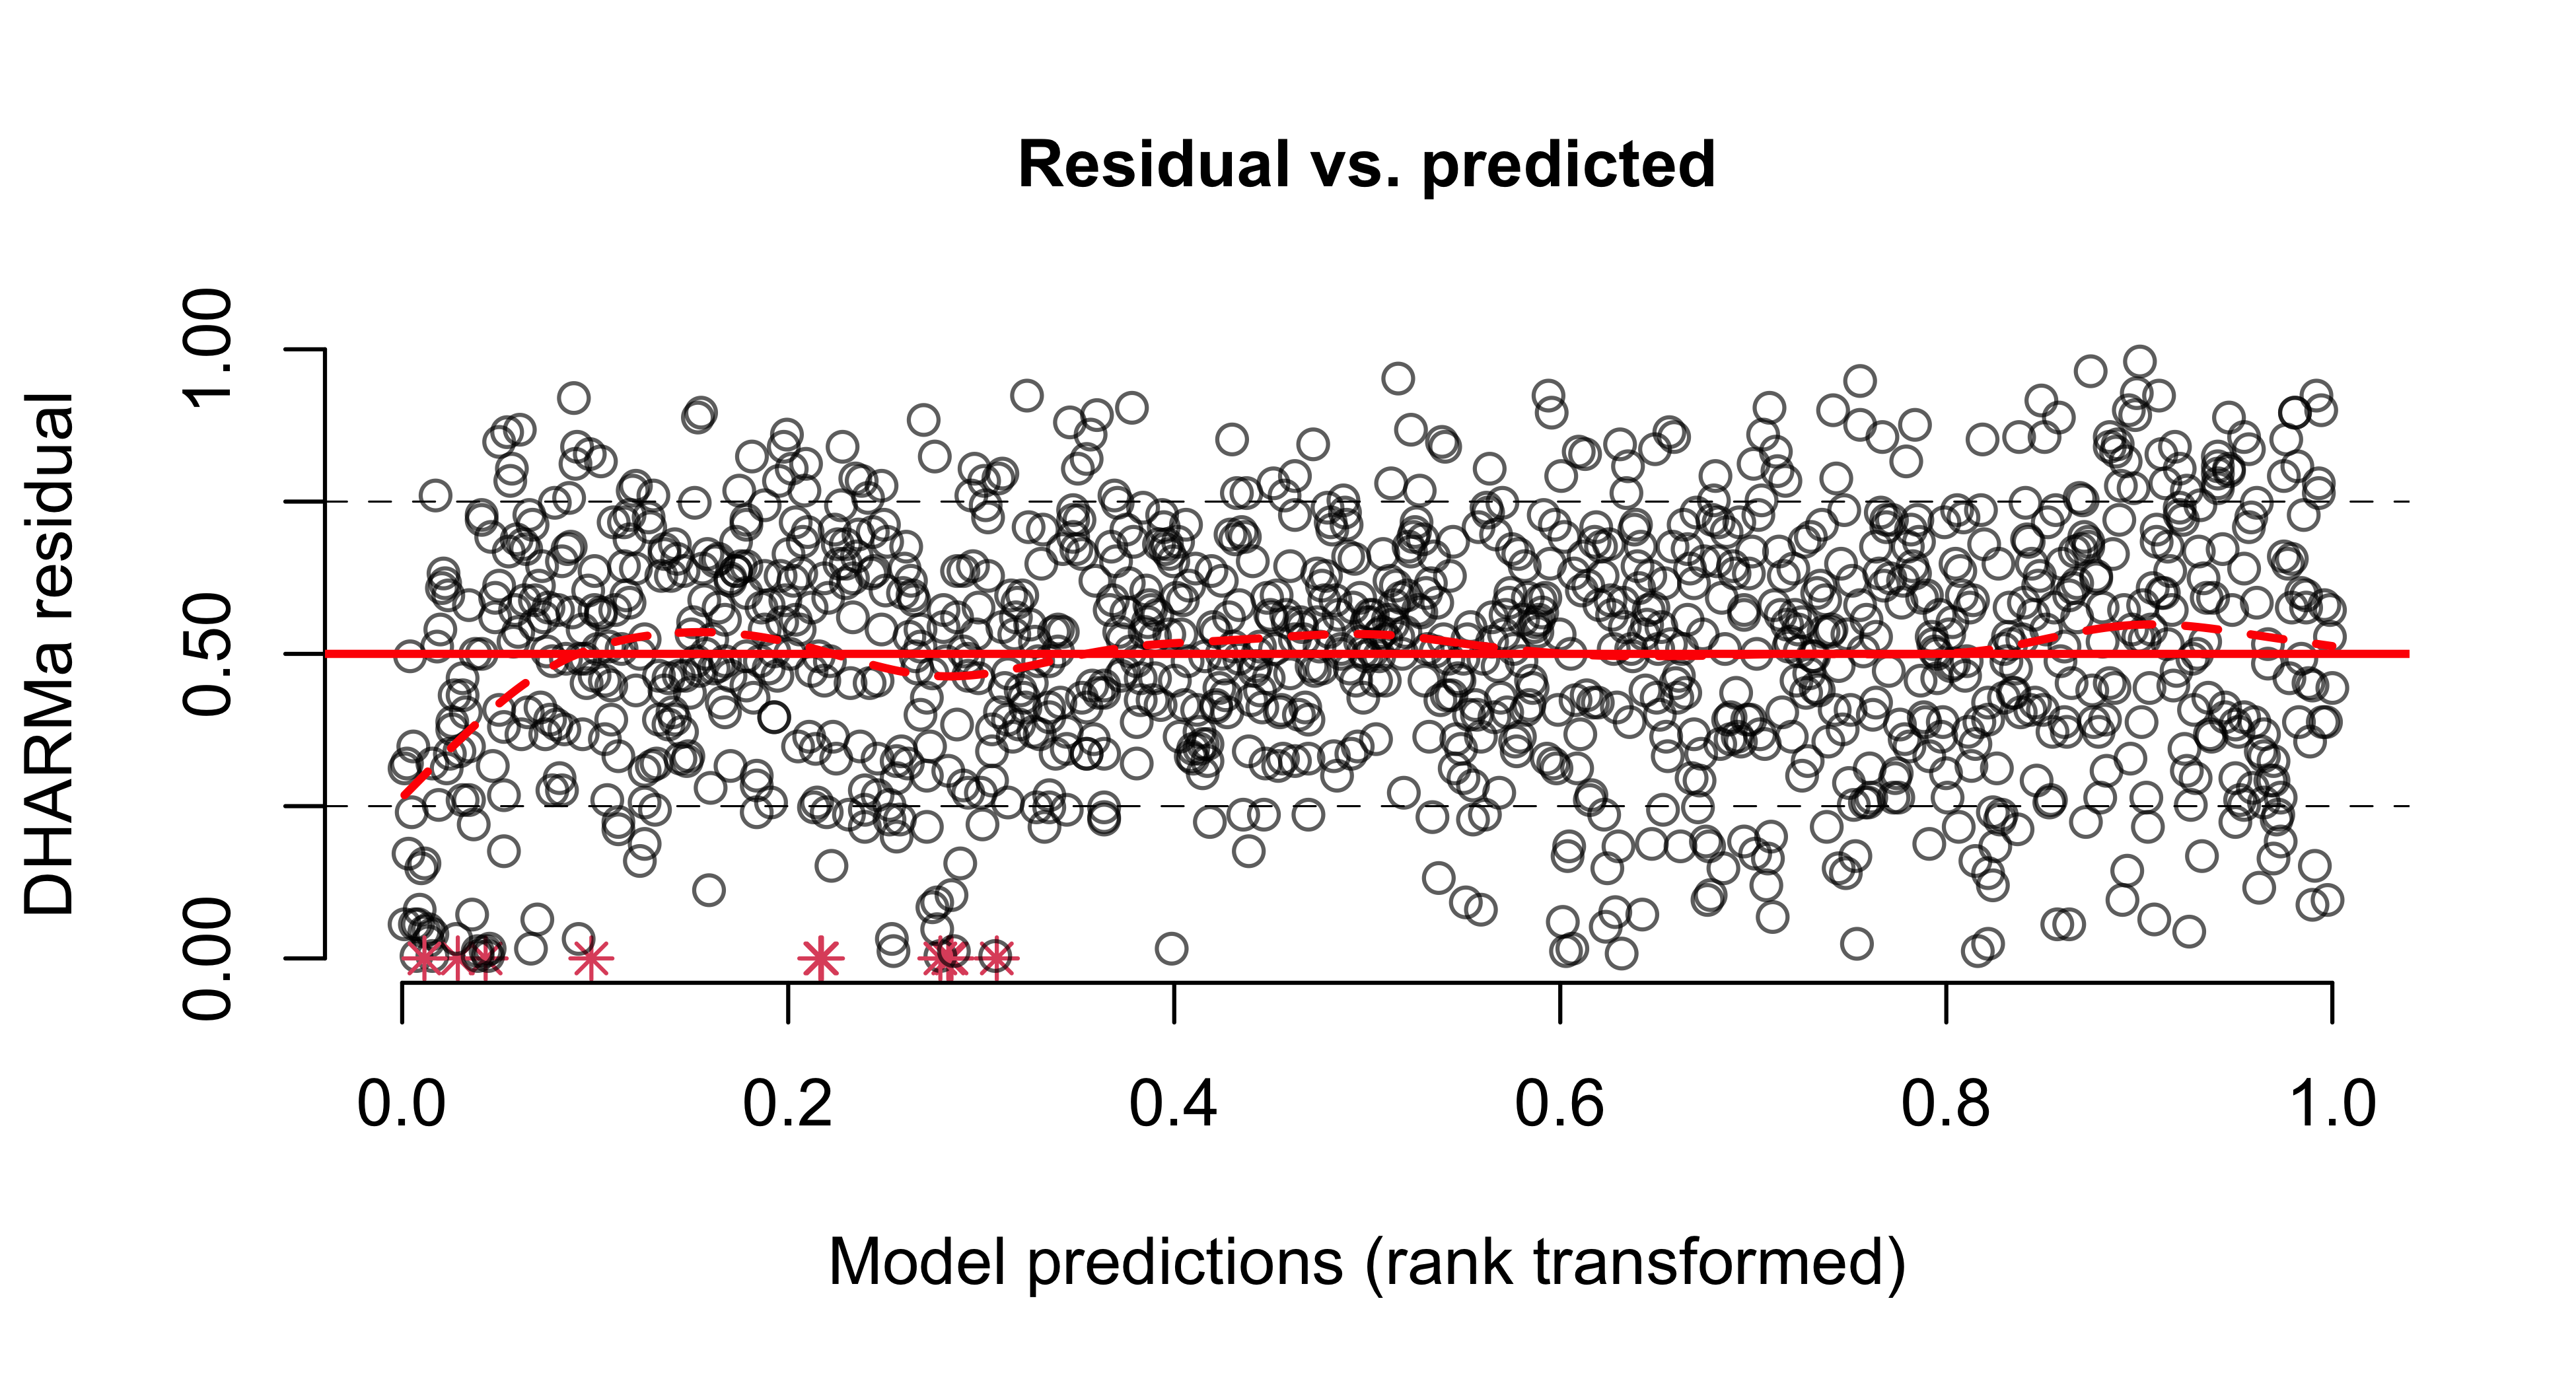 Residual vs. predicted
DHARMa residual
1.00
0.50
0.00
0.0 0.2 0.4 0.6 0.8 1.0
Model predictions (rank transformed)